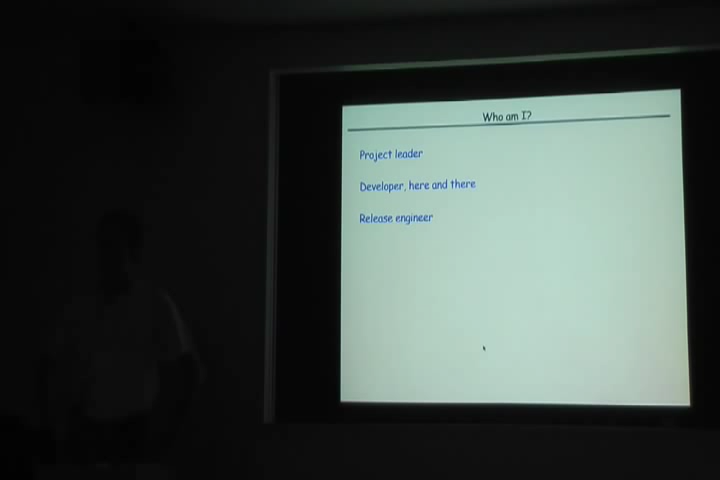 Who am I?
Project leader
Developer, here and there
Release engineer